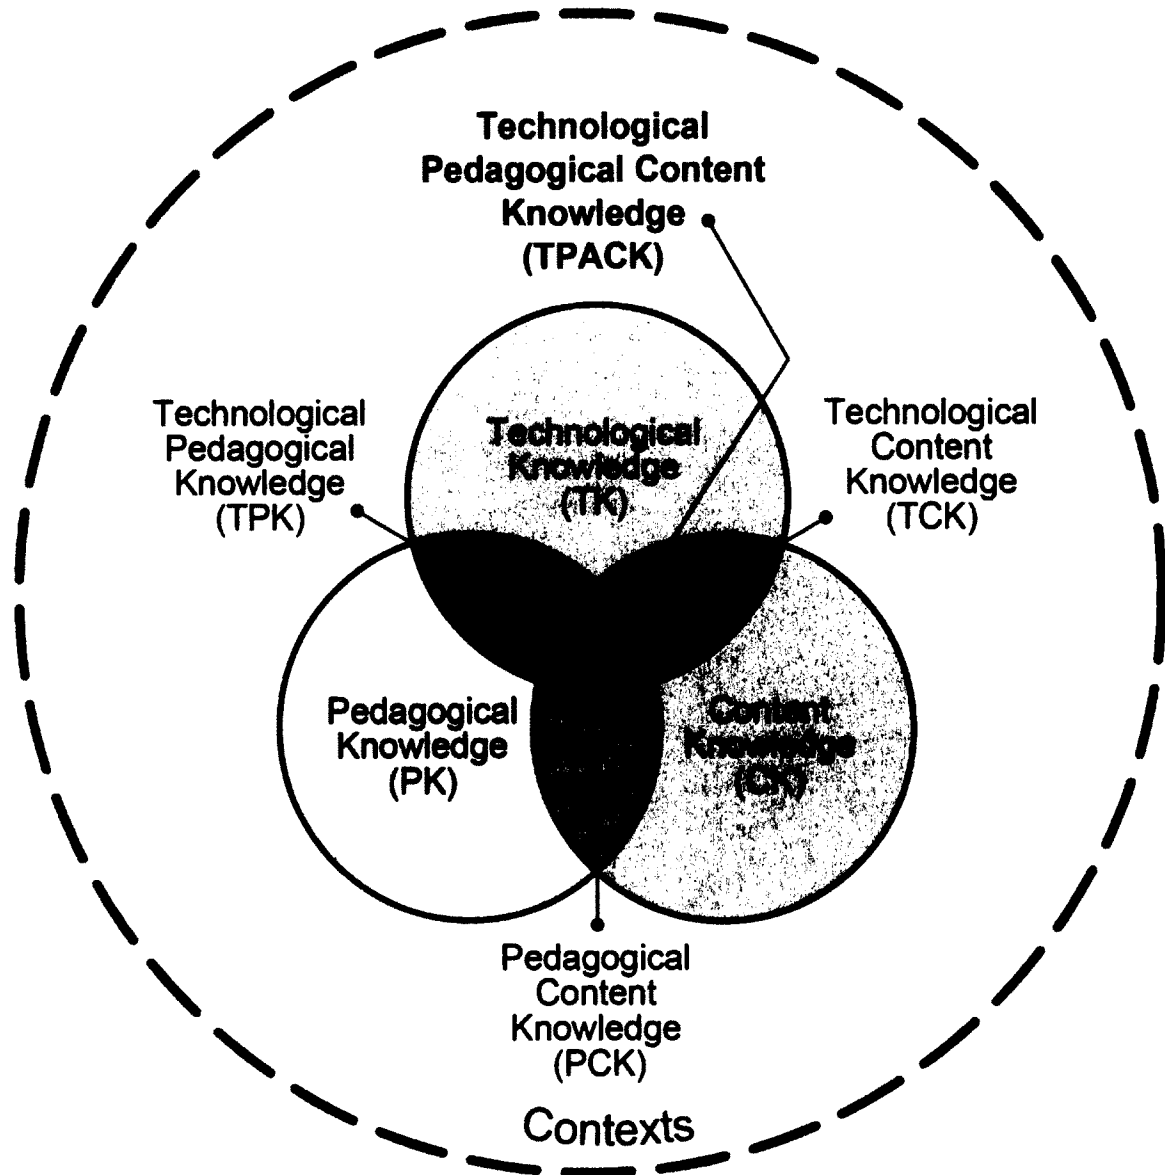 Technological
Pedagogical Content
Knowledge
(TPACK)
Technological
Pedagogical
Knowledge
(TPK)
Technological
Knowledge
(TK)
Technological
Content
Knowledge
(TCK)
Pedagogical
Knowledge
(PK)
Content
Knowledge
(CK)
Pedagogical
Content
Knowledge
(PCK)
Contexts